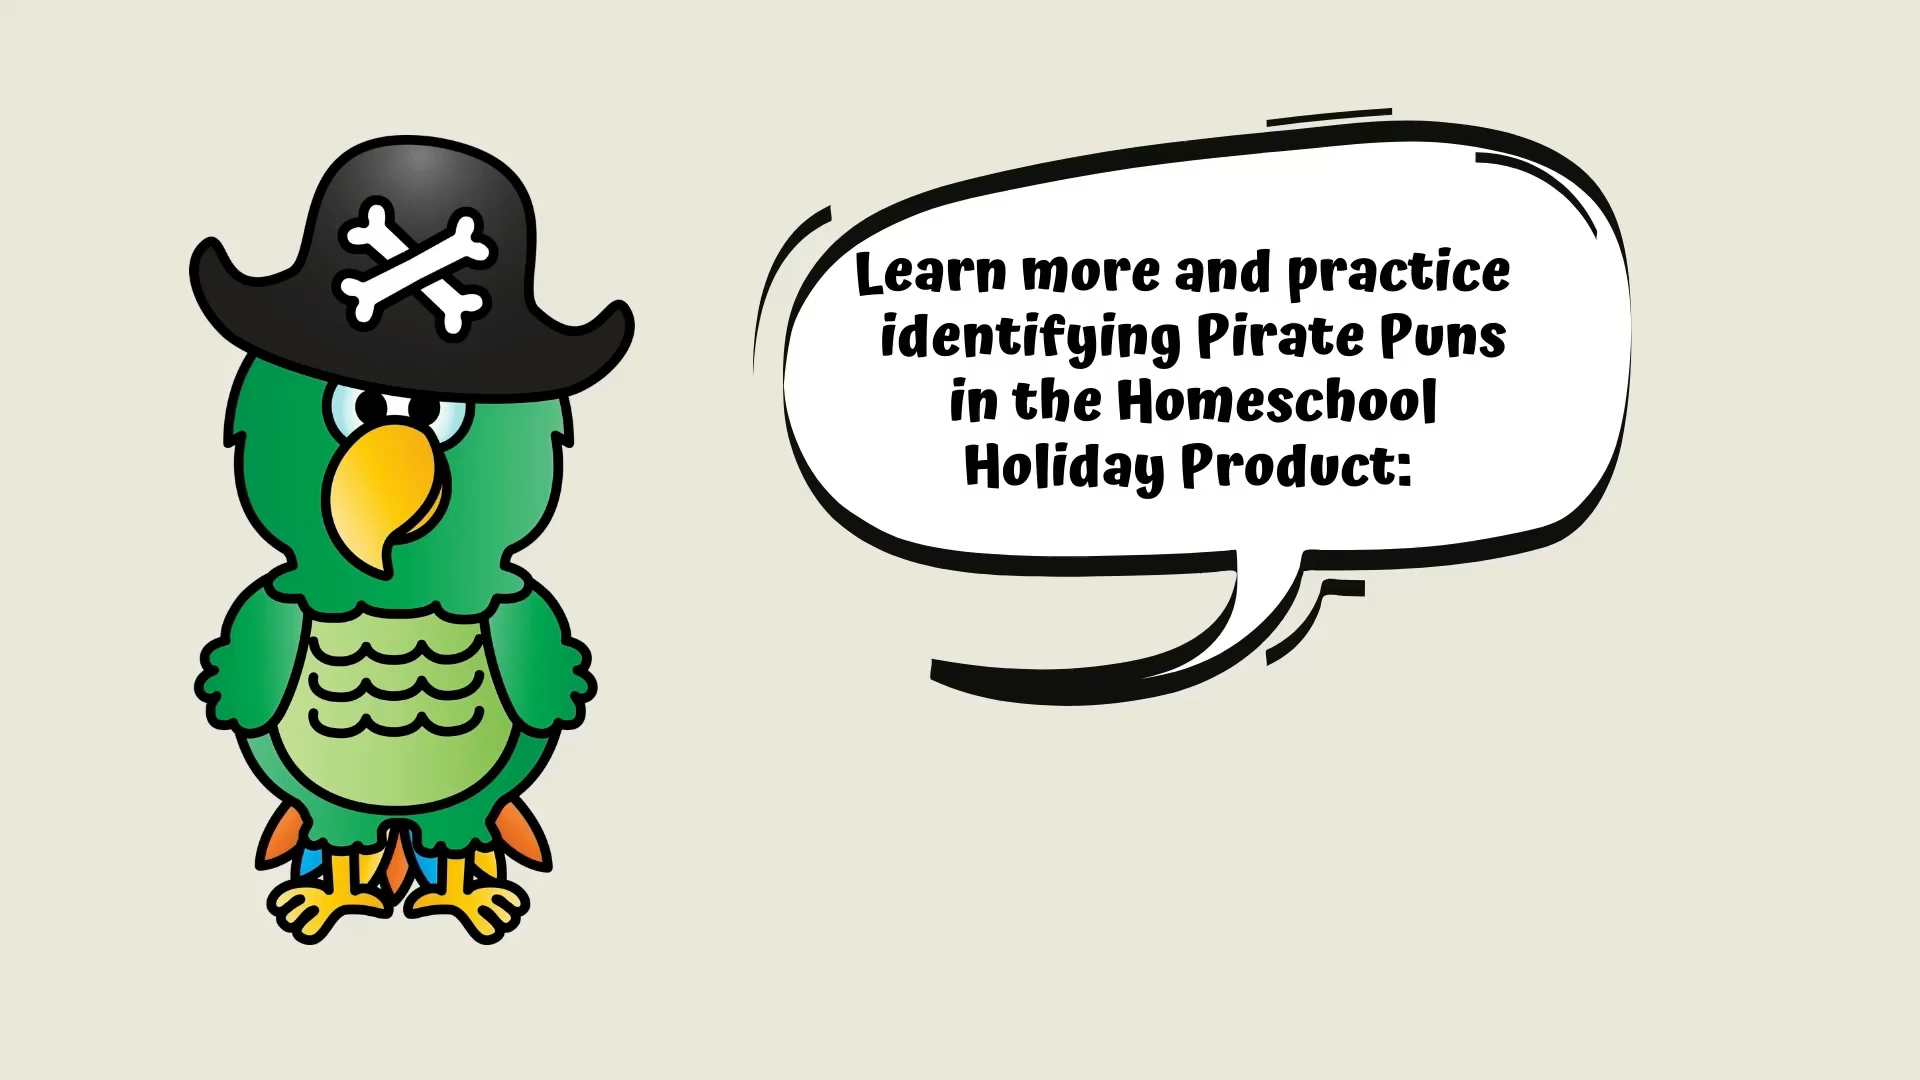 Learn more and practice
identifying Pirate Puns
in the Homeschool
Holiday Product: